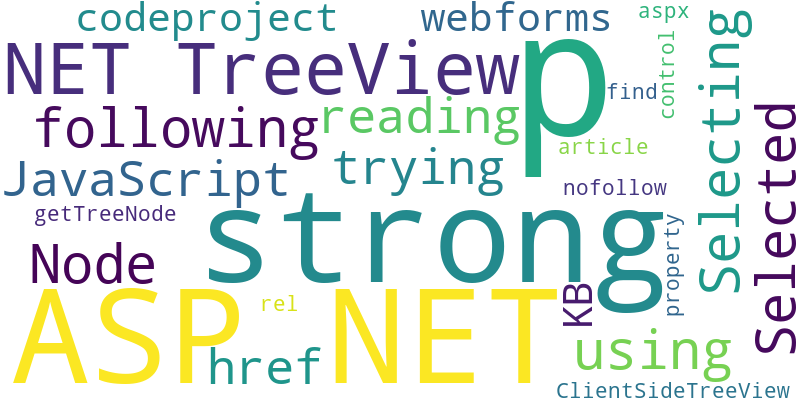 codeproject
webforms
aspx
NET TreeView
p
find
control
Selecting
following
reading
article
Selected
JavaScript
trying
nofollow
getTreeNode
strong
property
Node
KB
ASP NET
rel
href
using
ClientSideTreeView